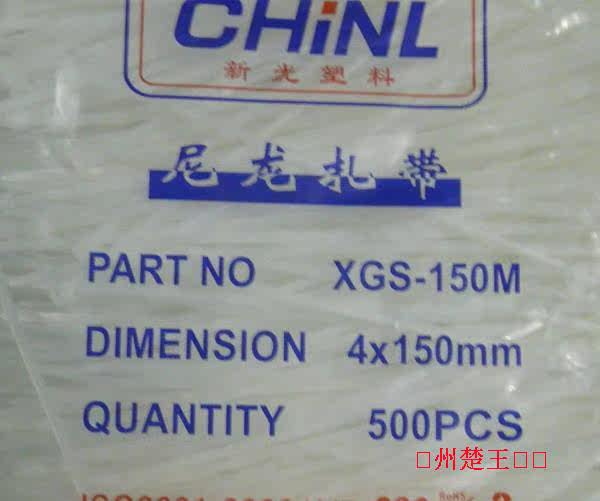 CHiNL
新光塑料
尼龙扎带
PART NO XGS-150M
DIMENSION 4x150mm
QUANTITY 500PCS
□州楚王□□